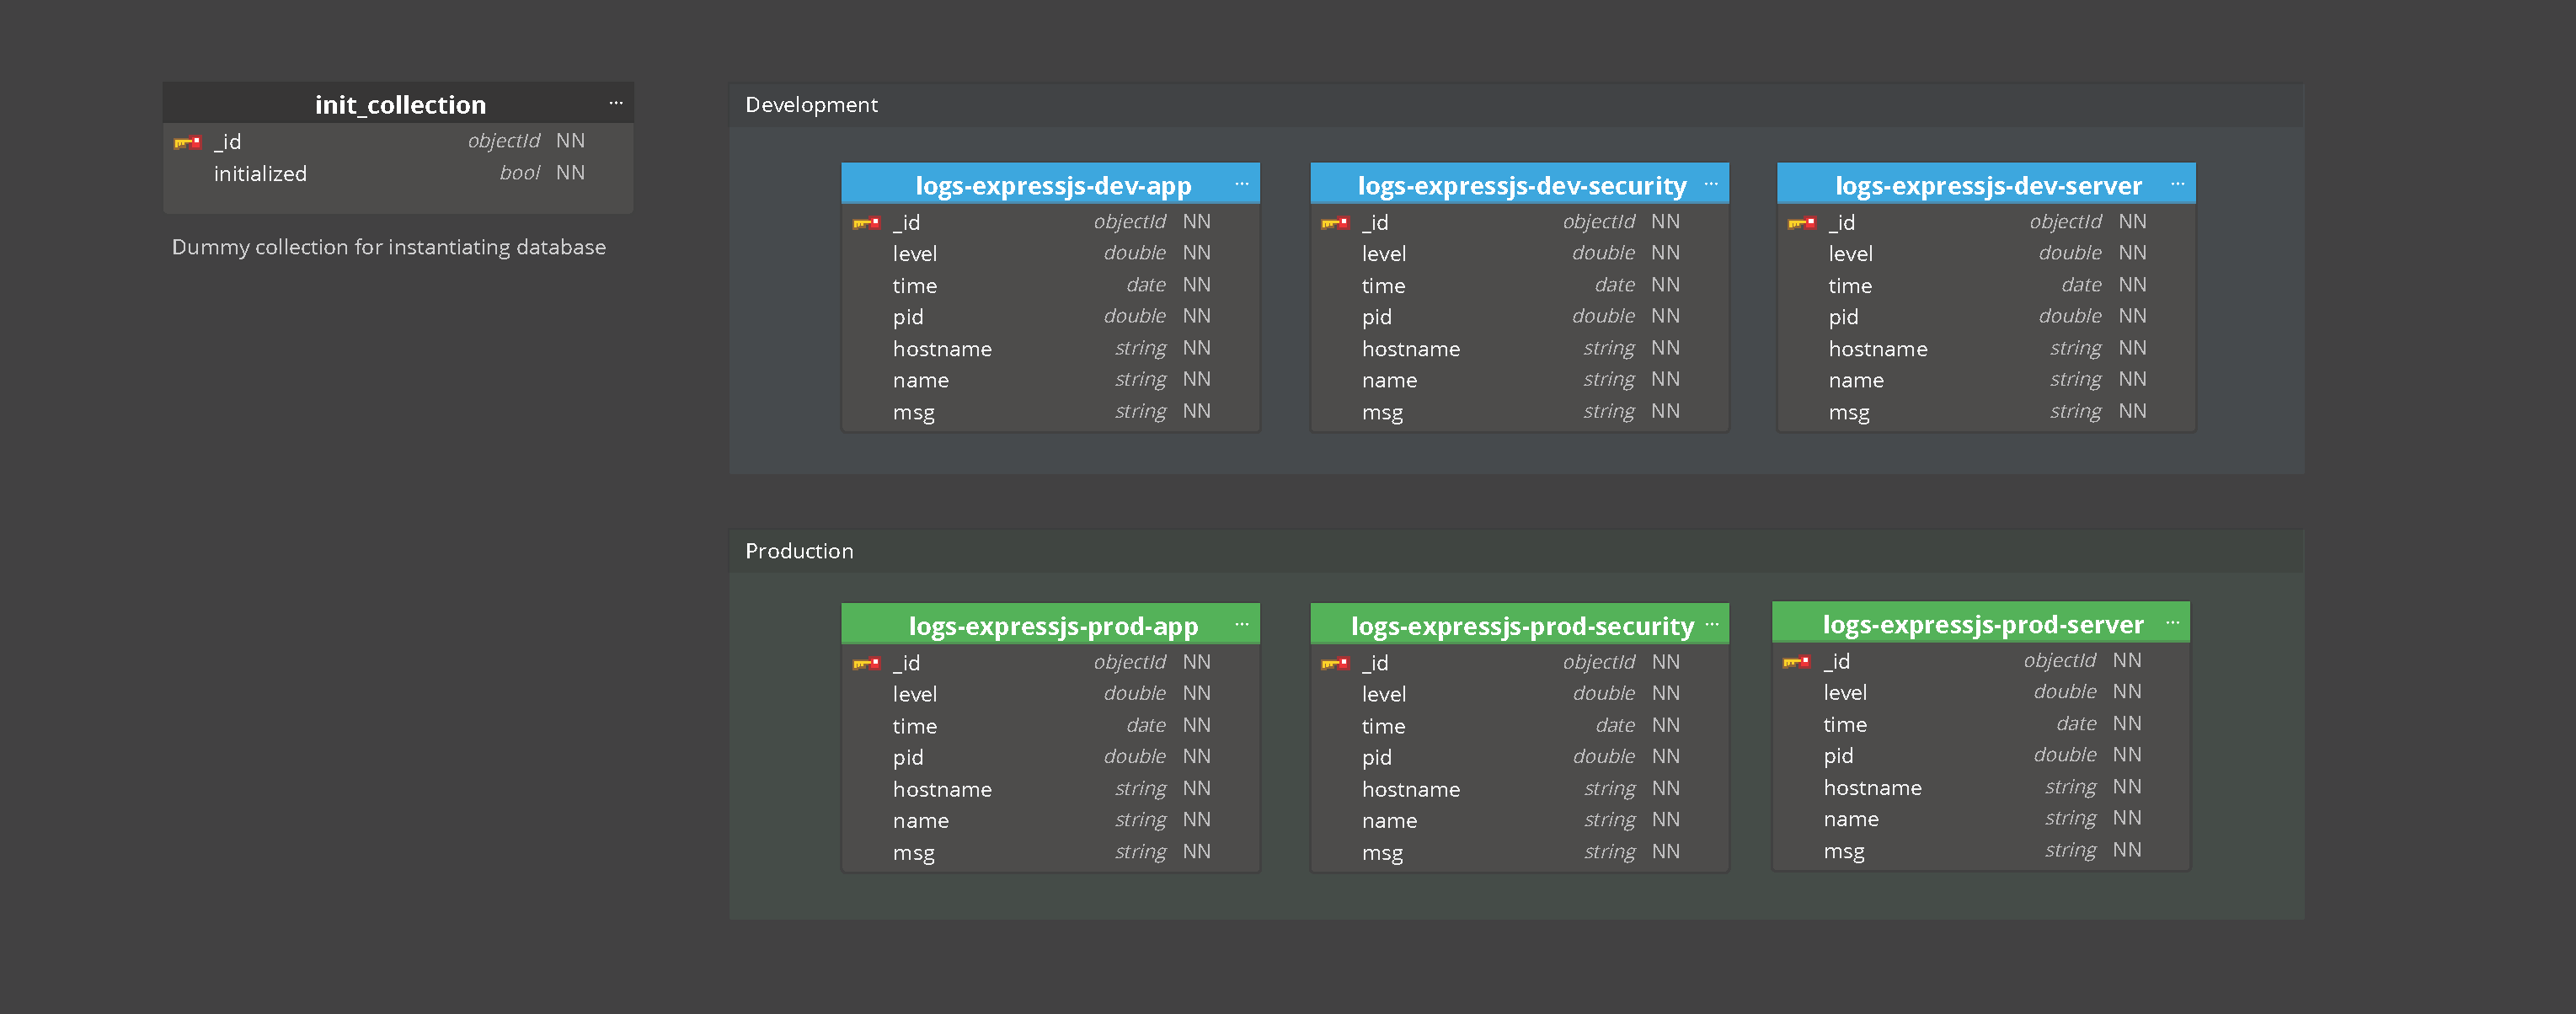 init_collection ...
_id objectId NN
initialized bool NN
Dummy collection for instantiating database
Development
logs-expressjs-dev-app ...
_id objectId NN
level double NN
time date NN
pid double NN
hostname string NN
name string NN
msg string NN
logs-expressjs-dev-security ...
_id objectId NN
level double NN
time date NN
pid double NN
hostname string NN
name string NN
msg string NN
logs-expressjs-dev-server ...
_id objectId NN
level double NN
time date NN
pid double NN
hostname string NN
name string NN
msg string NN
Production
logs-expressjs-prod-app ...
_id objectId NN
level double NN
time date NN
pid double NN
hostname string NN
name string NN
msg string NN
logs-expressjs-prod-security ...
_id objectId NN
level double NN
time date NN
pid double NN
hostname string NN
name string NN
msg string NN
logs-expressjs-prod-server ...
_id objectId NN
level double NN
time date NN
pid double NN
hostname string NN
name string NN
msg string NN